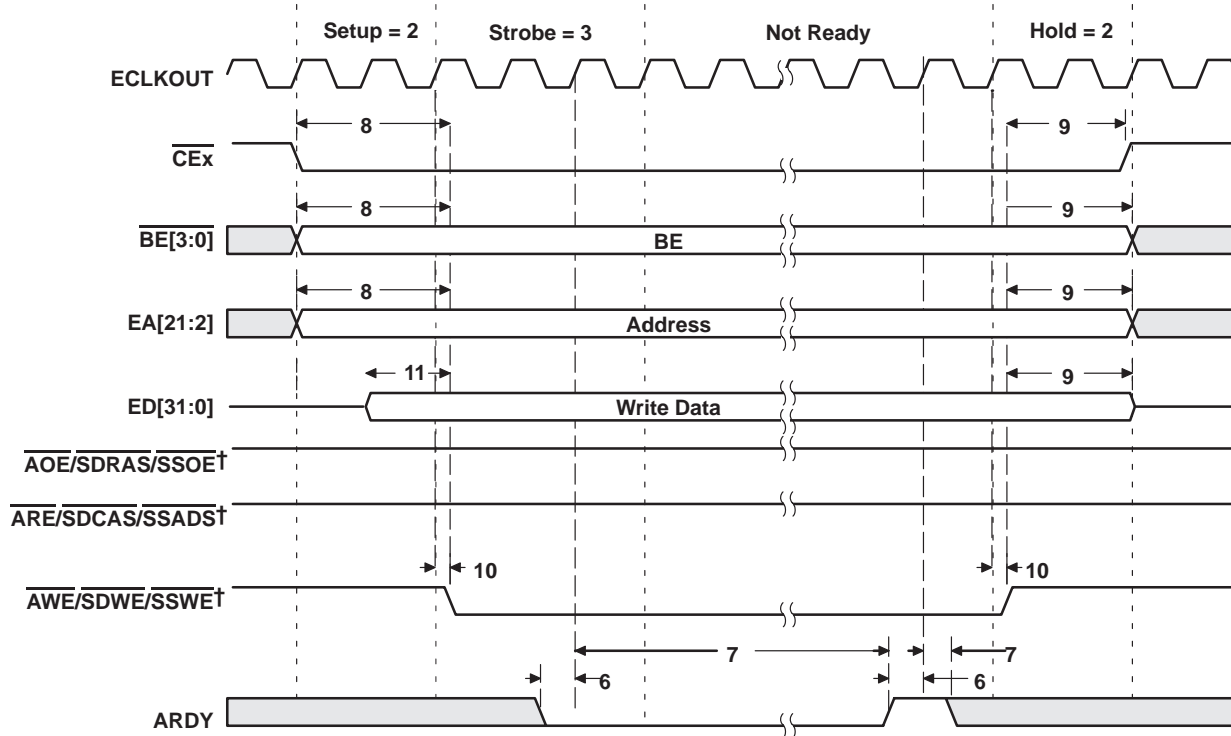 Setup = 2 Strobe = 3 Not Ready Hold = 2
ECLKOUT
8 9
CEx
8 9
BE[3:0] BE
8 9
EA[21:2] Address
11 9
ED[31:0] Write Data
AOE/SDRAS/SSOE†
ARE/SDCAS/SSADS†
10 10
AWE/SDWE/SSWE†
7 7
6 6
ARDY